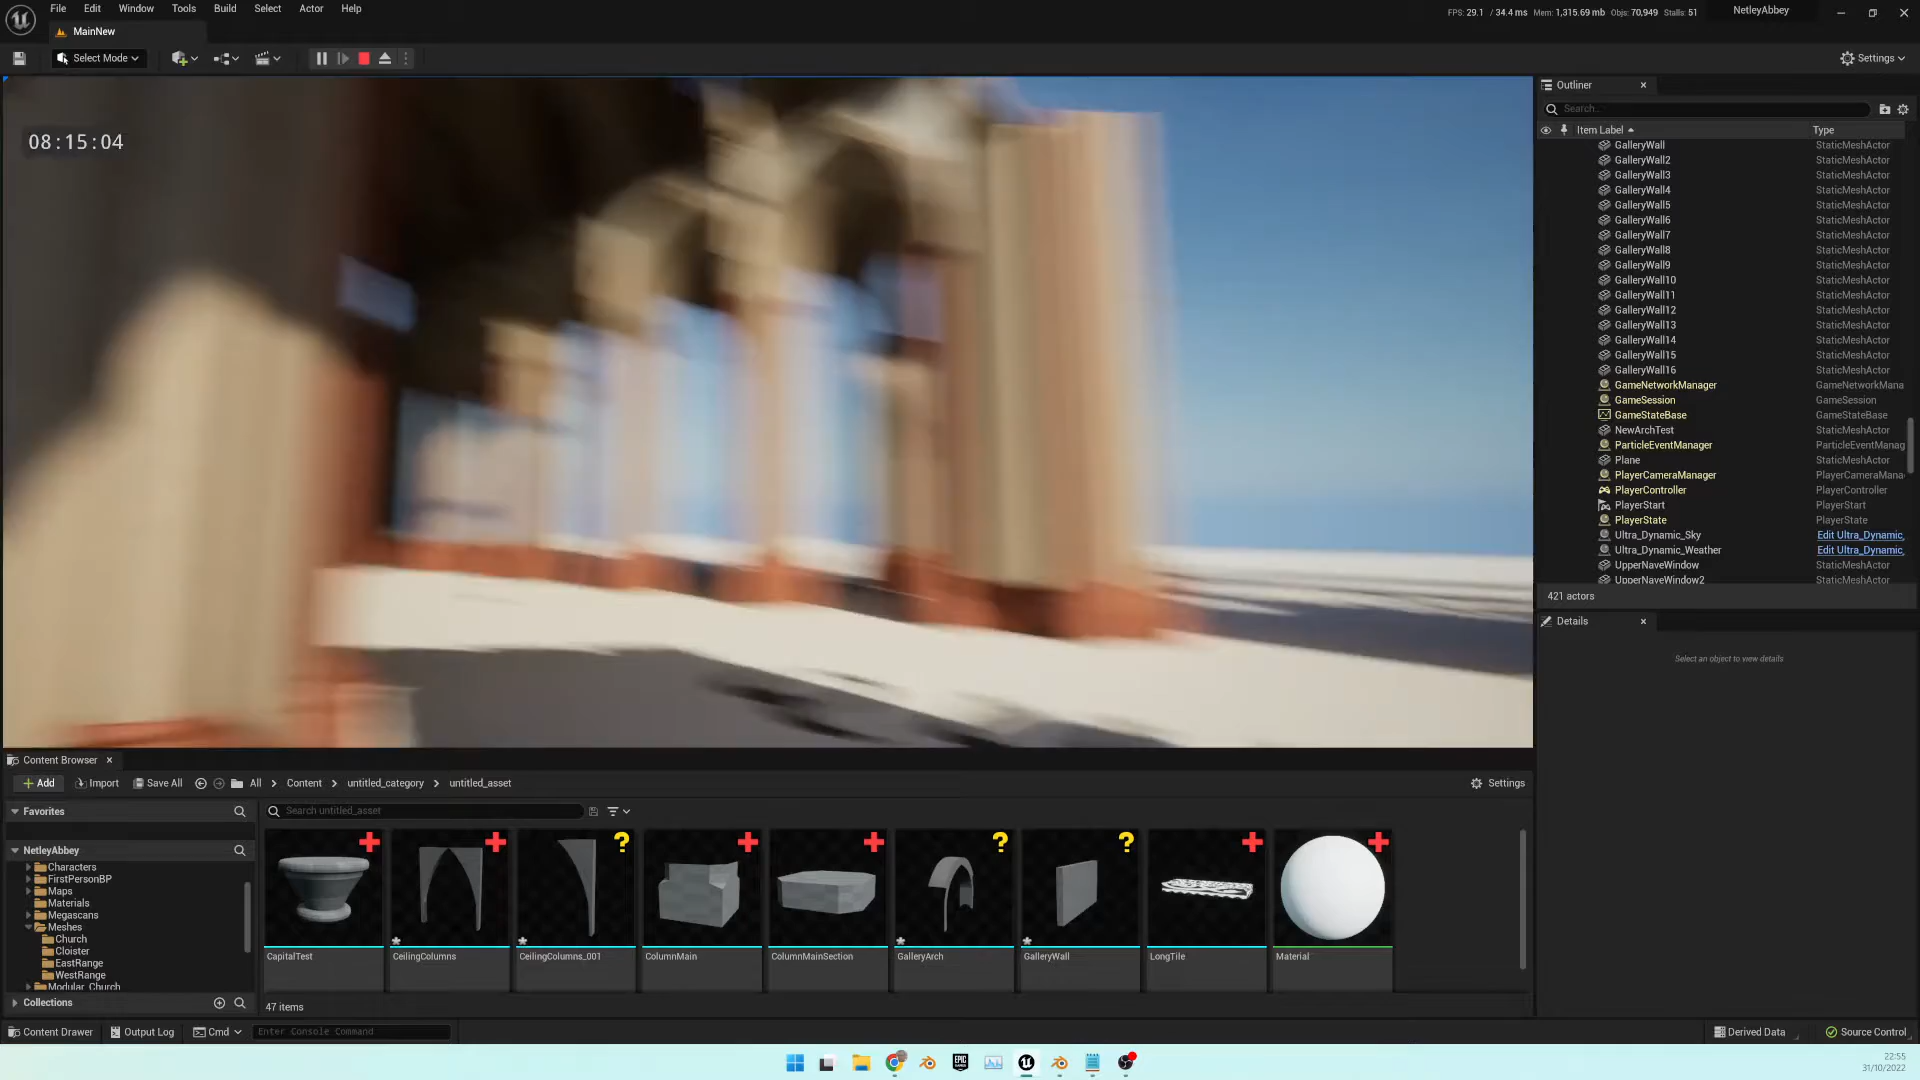 File Edit Window Tools Build Select Actor Help
FPS: 29.1 / 34.4 ms Mem: 1,315.69 mb Objs: 70,949 Stalls: 51
NetleyAbbey
MainNew
Select Mode
Settings
08:15:04
Outliner
Search...
Item Label Type
GalleryWall StaticMeshActor
GalleryWall2 StaticMeshActor
GalleryWall3 StaticMeshActor
GalleryWall4 StaticMeshActor
GalleryWall5 StaticMeshActor
GalleryWall6 StaticMeshActor
GalleryWall7 StaticMeshActor
GalleryWall8 StaticMeshActor
GalleryWall9 StaticMeshActor
GalleryWall10 StaticMeshActor
GalleryWall11 StaticMeshActor
GalleryWall12 StaticMeshActor
GalleryWall13 StaticMeshActor
GalleryWall14 StaticMeshActor
GalleryWall15 StaticMeshActor
GalleryWall16 StaticMeshActor
GameNetworkManager GameNetworkMana
GameSession GameSession
GameStateBase GameStateBase
NewArchTest StaticMeshActor
ParticleEventManager ParticleEventManag
Plane StaticMeshActor
PlayerCameraManager PlayerCameraMana
PlayerController PlayerController
PlayerStart PlayerStart
PlayerState PlayerState
Ultra_Dynamic_Sky Edit Ultra_Dynamic_
Ultra_Dynamic_Weather Edit Ultra_Dynamic_
UpperNaveWindow StaticMeshActor
UpperNaveWindow2 StaticMeshActor
421 actors
Details
Select an object to view details
Content Browser
Add Import Save All All > Content > untitled_category > untitled_asset
Settings
Favorites
Search untitled_asset
NetleyAbbey
Characters
FirstPersonBP
Maps
Materials
Megascans
Meshes
Church
Cloister
EastRange
WestRange
Modular_Church
Collections
CapitalTest
CeilingColumns
CeilingColumns_001
ColumnMain
ColumnMainSection
GalleryArch
GalleryWall
LongTile
Material
47 items
Content Drawer Output Log Cmd Enter Console Command
Derived Data Source Control
EPIC GAMES
22:55
31/10/2022